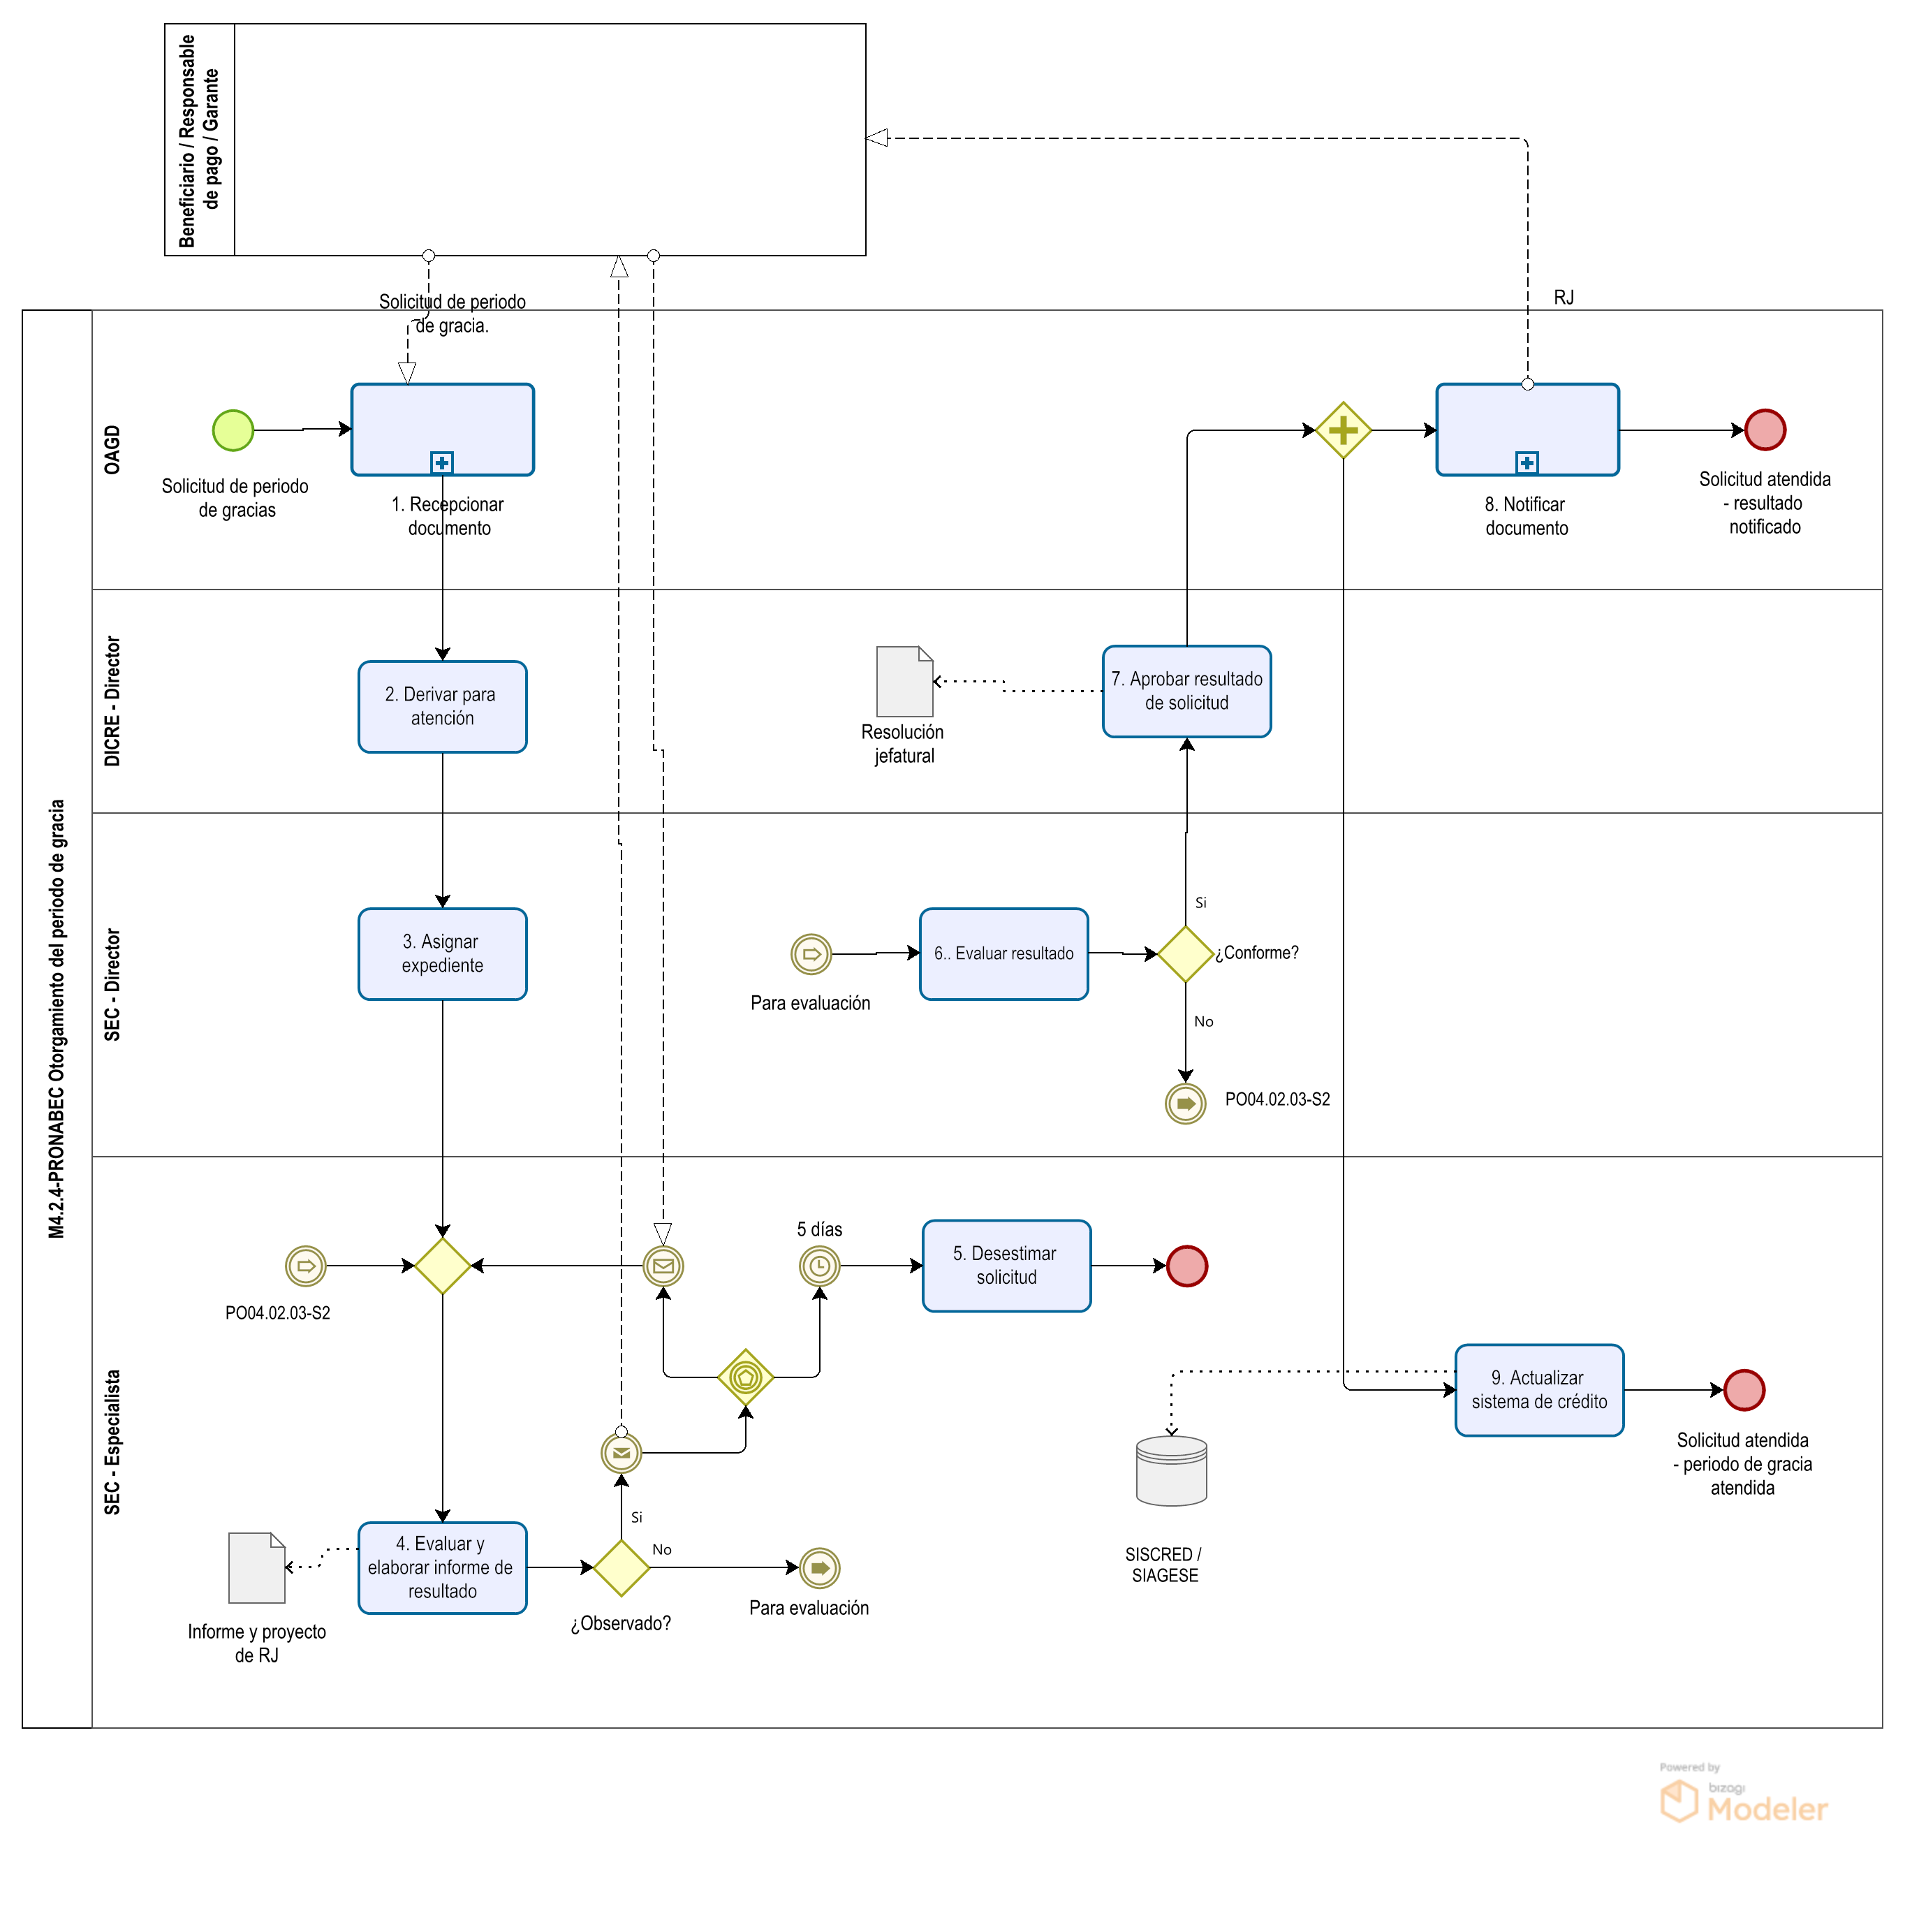 Beneficiario / Responsable
de pago / Garante
Solicitud de periodo
de gracia.
RJ
M4.2.4-PRONABEC Otorgamiento del periodo de gracia
OAGD
Solicitud de periodo
de gracias
1. Recepcionar
documento
8. Notificar
documento
Solicitud atendida
- resultado
notificado
DICRE - Director
2. Derivar para
atención
Resolución
jefatural
7. Aprobar resultado
de solicitud
SEC - Director
3. Asignar
expediente
Para evaluación
6.. Evaluar resultado
Si
¿Conforme?
No
PO04.02.03-S2
SEC - Especialista
PO04.02.03-S2
5 días
5. Desestimar
solicitud
9. Actualizar
sistema de crédito
Solicitud atendida
- periodo de gracia
atendida
SISCRED /
SIAGESE
Si
No
4. Evaluar y
elaborar informe de
resultado
¿Observado?
Para evaluación
Informe y proyecto
de RJ
Powered by
bizagi
Modeler